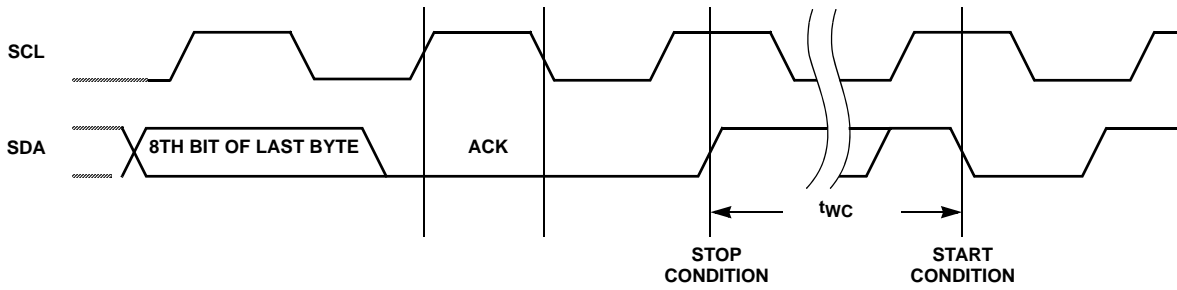 SCL
SDA
8TH BIT OF LAST BYTE
ACK
tWC
STOP
CONDITION
START
CONDITION